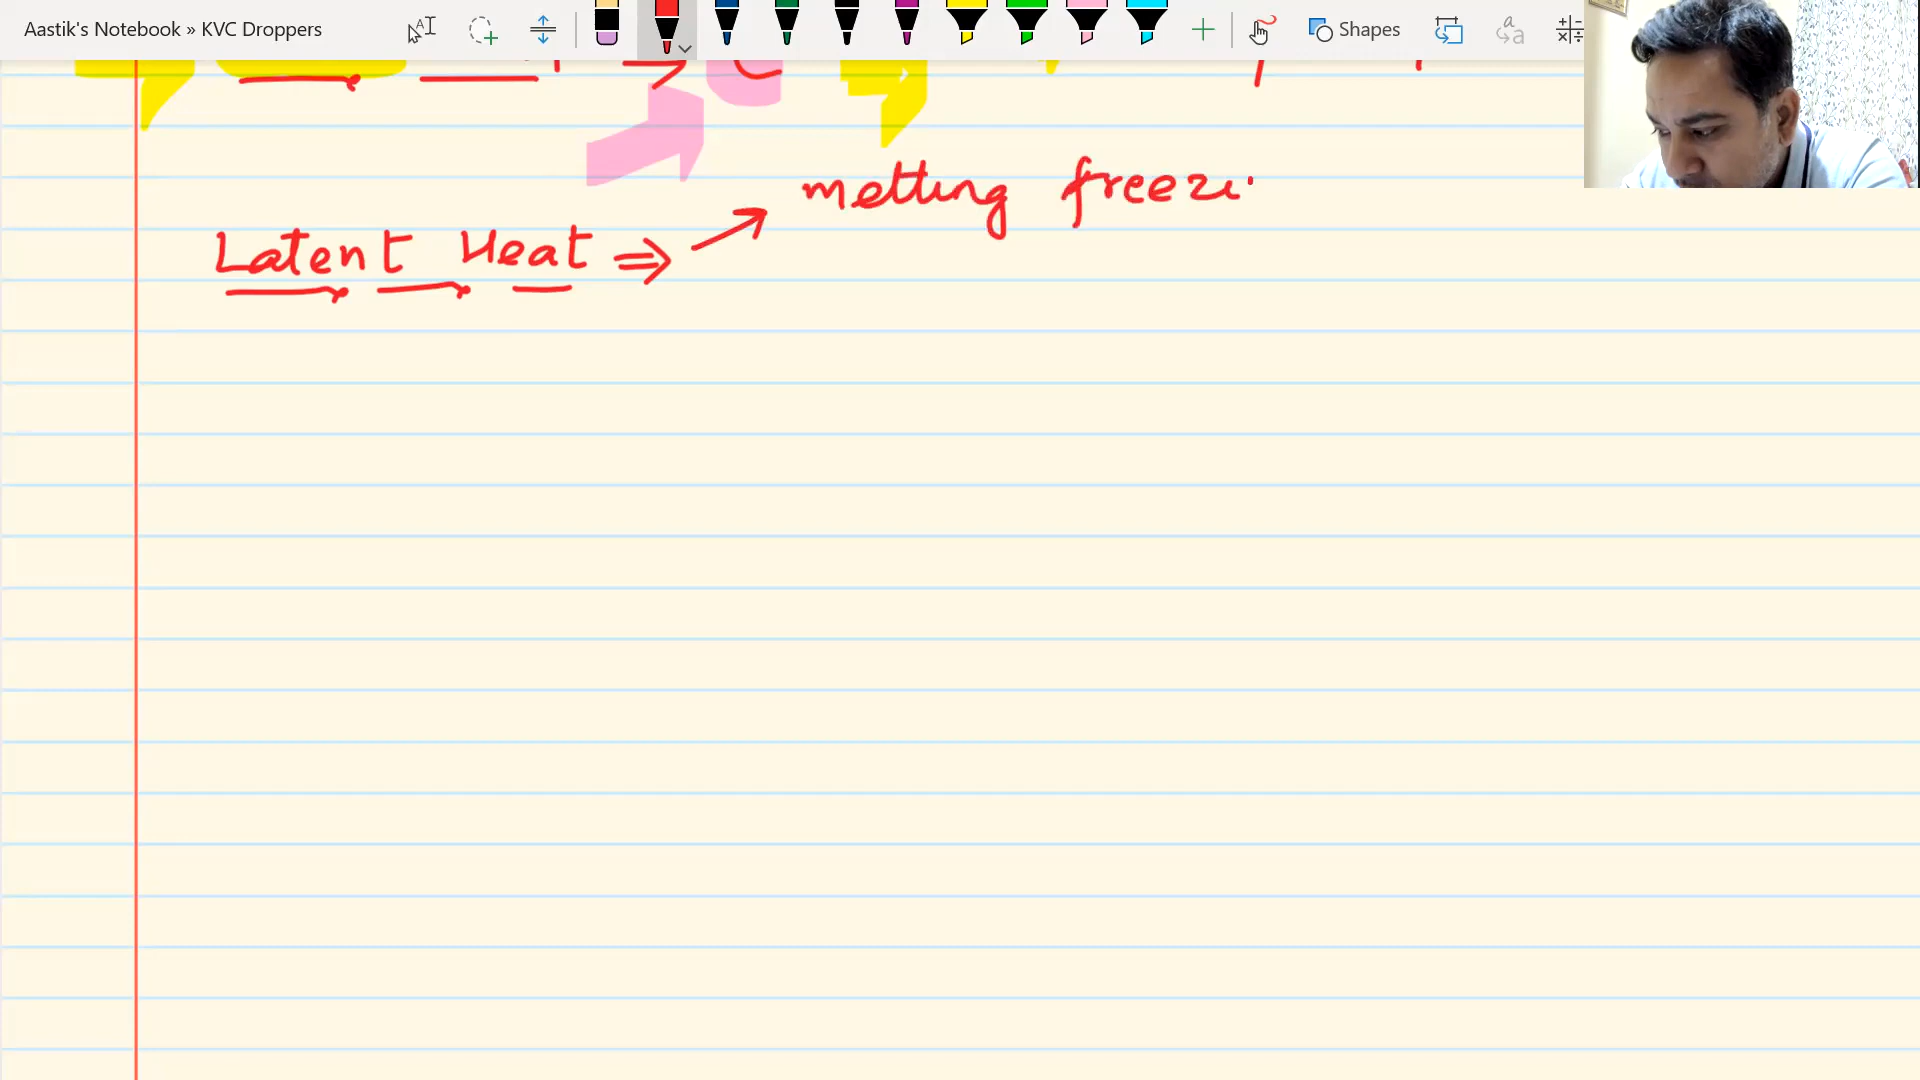 Aastik's Notebook » KVC Droppers
Shapes
melting freezi
Latent Heat ⇒